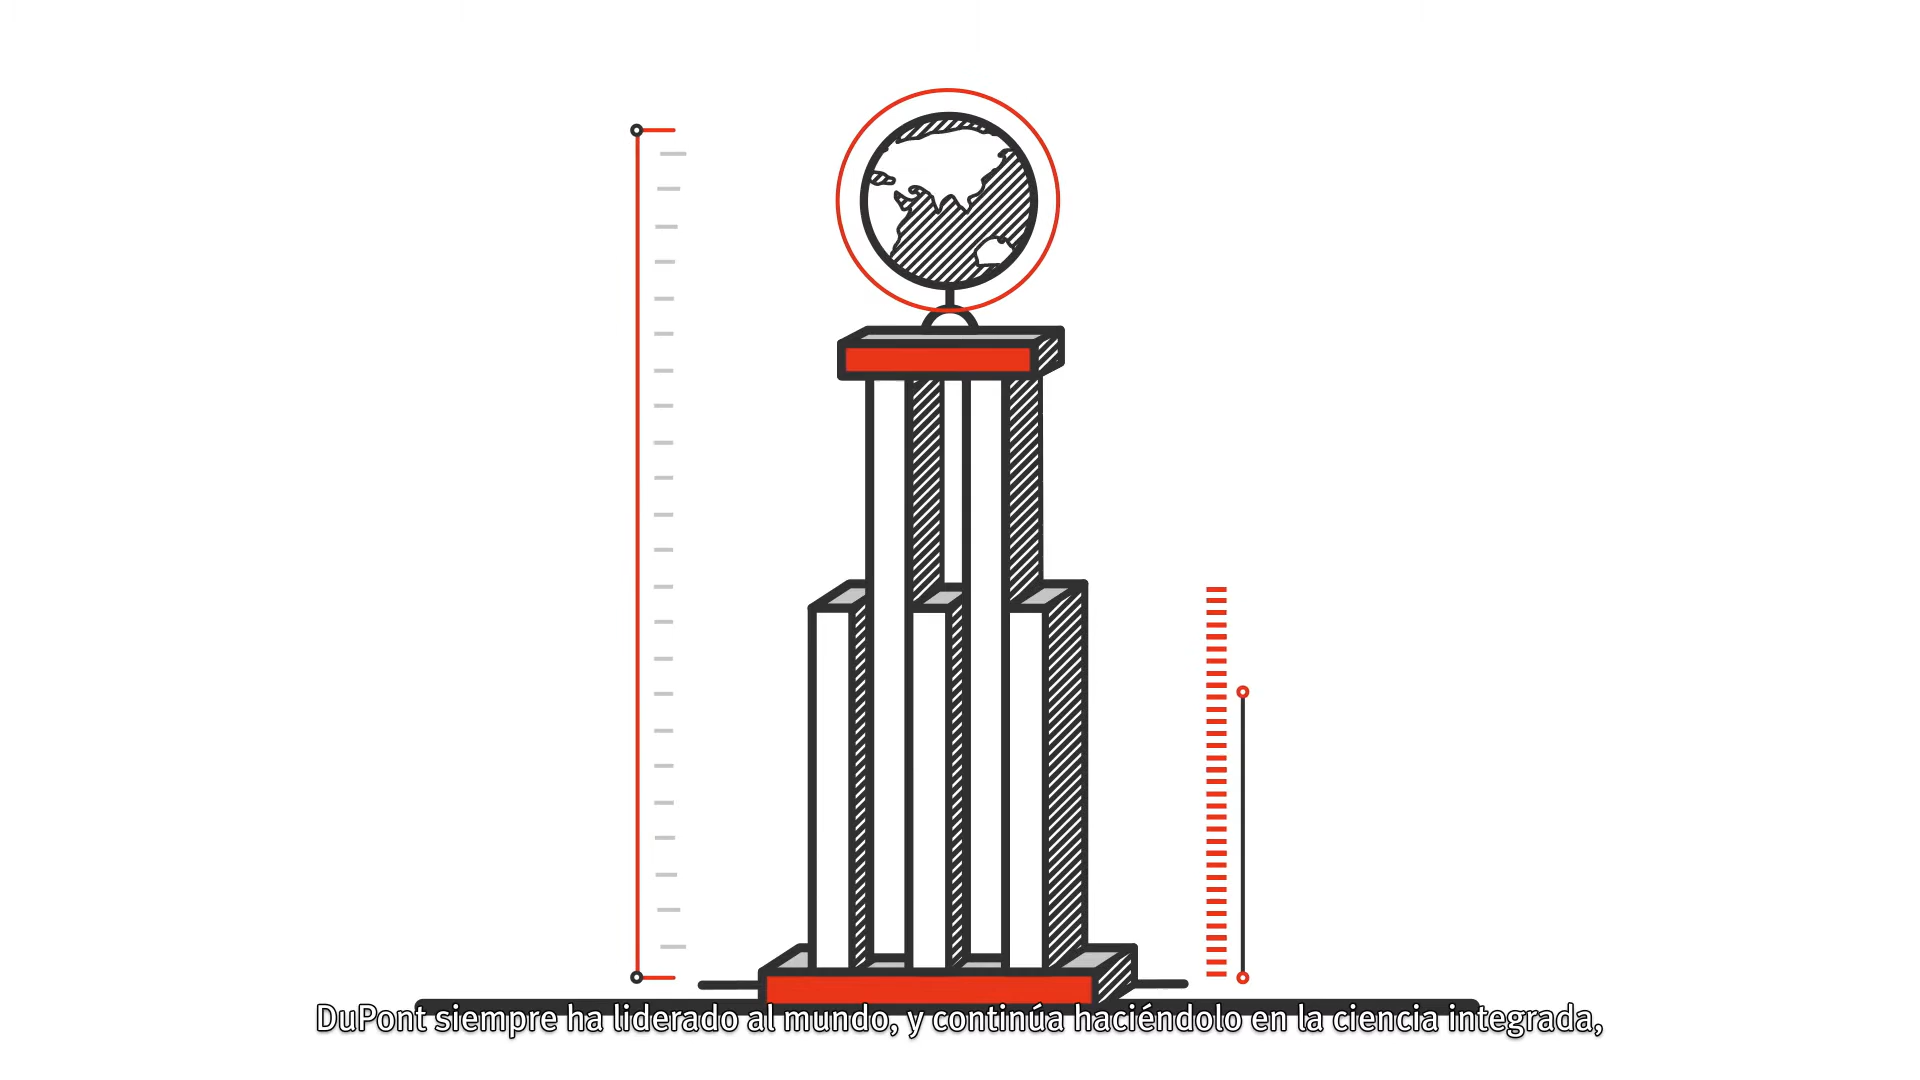 DuPont siempre ha liderado al mundo, y continúa haciéndolo en la ciencia integrada,